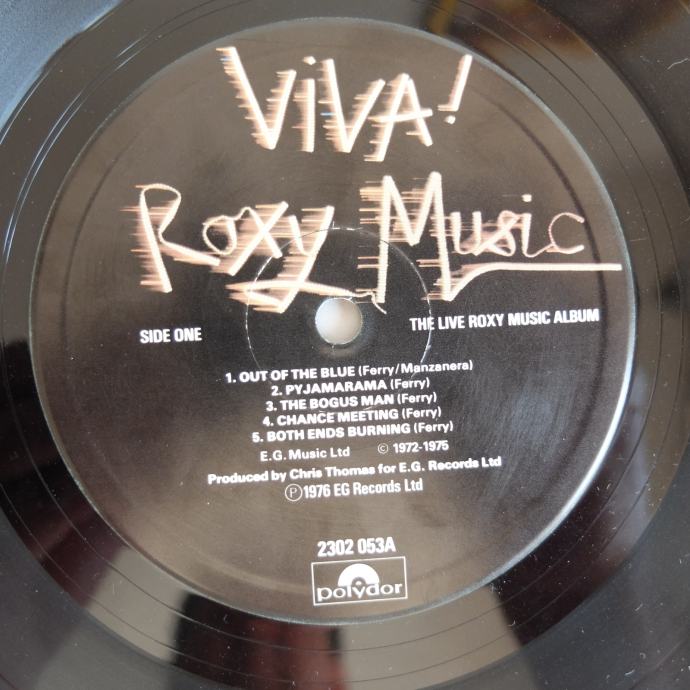 ViVA!
Roxy Music
SIDE ONE
THE LIVE ROXY MUSIC ALBUM
1. OUT OF THE BLUE (Ferry/Manzanera)
2. PYJAMARAMA (Ferry)
3. THE BOGUS MAN (Ferry)
4. CHANCE MEETING (Ferry)
5. BOTH ENDS BURNING (Ferry)
E.G. Music Ltd © 1972-1975
Produced by Chris Thomas for E.G. Records Ltd
℗1976 EG Records Ltd
2302 053A
polydor